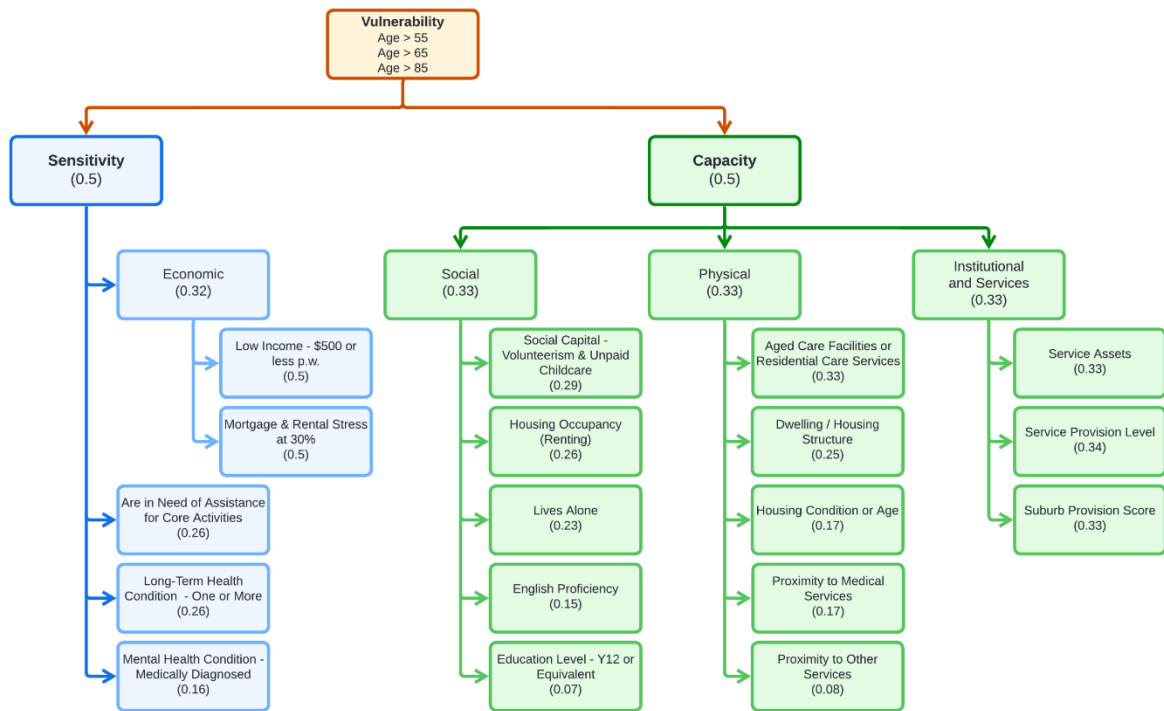 Vulnerability
Age > 55
Age > 65
Age > 85
Sensitivity
(0.5)
Capacity
(0.5)
Economic
(0.32)
Low Income - $500 or
less p.w.
(0.5)
Mortgage & Rental Stress
at 30%
(0.5)
Are in Need of Assistance
for Core Activities
(0.26)
Long-Term Health
Condition  - One or More
(0.26)
Mental Health Condition -
Medically Diagnosed
(0.16)
Social
(0.33)
Social Capital -
Volunteerism & Unpaid
Childcare
(0.29)
Housing Occupancy
(Renting)
(0.26)
Lives Alone
(0.23)
English Proficiency
(0.15)
Education Level - Y12 or
Equivalent
(0.07)
Physical
(0.33)
Aged Care Facilities or
Residential Care Services
(0.33)
Dwelling / Housing
Structure
(0.25)
Housing Condition or Age
(0.17)
Proximity to Medical
Services
(0.17)
Proximity to Other
Services
(0.08)
Institutional
and Services
(0.33)
Service Assets
(0.33)
Service Provision Level
(0.34)
Suburb Provision Score
(0.33)